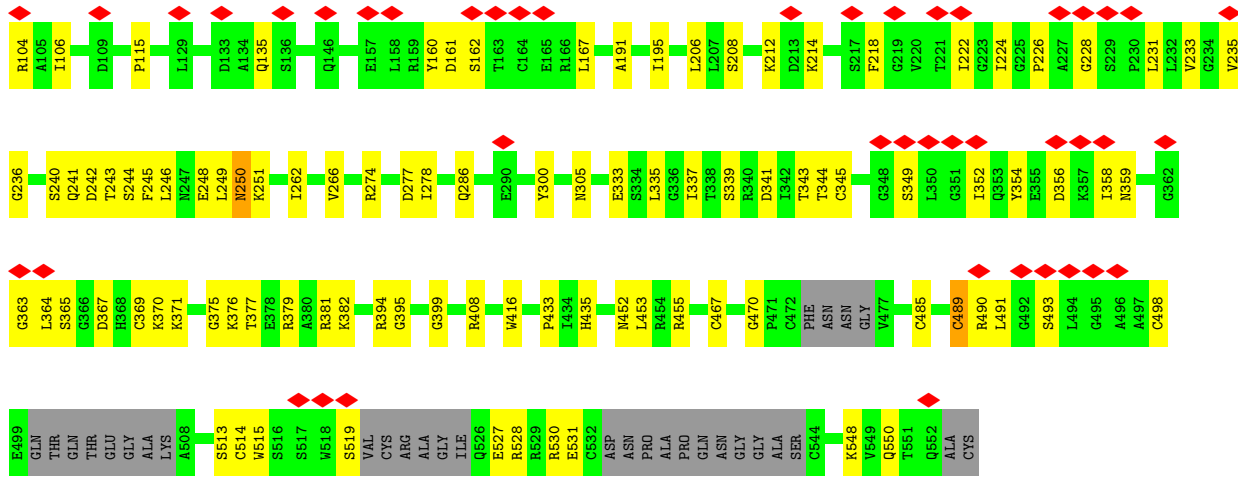 R104 A105 I106 D109 P115 L129 D133 A134 Q135 S136 Q146 E157 L158 R159 Y160 D161 S162 T163 C164 E165 R166 L167 A191 I195 L206 L207 S208 K212 D213 K214 S217 F218 G219 V220 T221 I222 G223 I224 G225 P226 A227 G228 S229 P230 L231 L232 V233 G234 V235
G236 S240 Q241 D242 T243 S244 F245 L246 N247 E248 L249 N250 K251 I262 V266 R274 D277 I278 Q286 E290 Y300 N305 E333 S334 L335 G336 I337 T338 S339 R340 D341 I342 T343 T344 C345 G348 S349 L350 G351 I352 Q353 Y354 E355 D356 K357 I358 N359 G362
G363 L364 S365 G366 D367 H368 C369 K370 K371 G375 K376 T377 E378 R379 A380 R381 K382 R394 G395 G399 R408 W416 P433 I434 H435 N452 L453 R454 R455 C467 G470 P471 C472 PHE ASN ASN GLY V477 C485 C489 R490 L491 G492 S493 L494 G495 A496 A497 C498
E499 GLN THR GLN THR GLU GLY ALA LYS A508 S513 C514 W515 S516 S517 W518 S519 VAL CYS ARG ALA GLY ILE Q526 E527 R528 R529 R530 E531 C532 ASP ASN PRO ALA PRO GLN ASN GLY GLY ALA SER C544 K548 V549 Q550 T551 Q552 ALA CYS